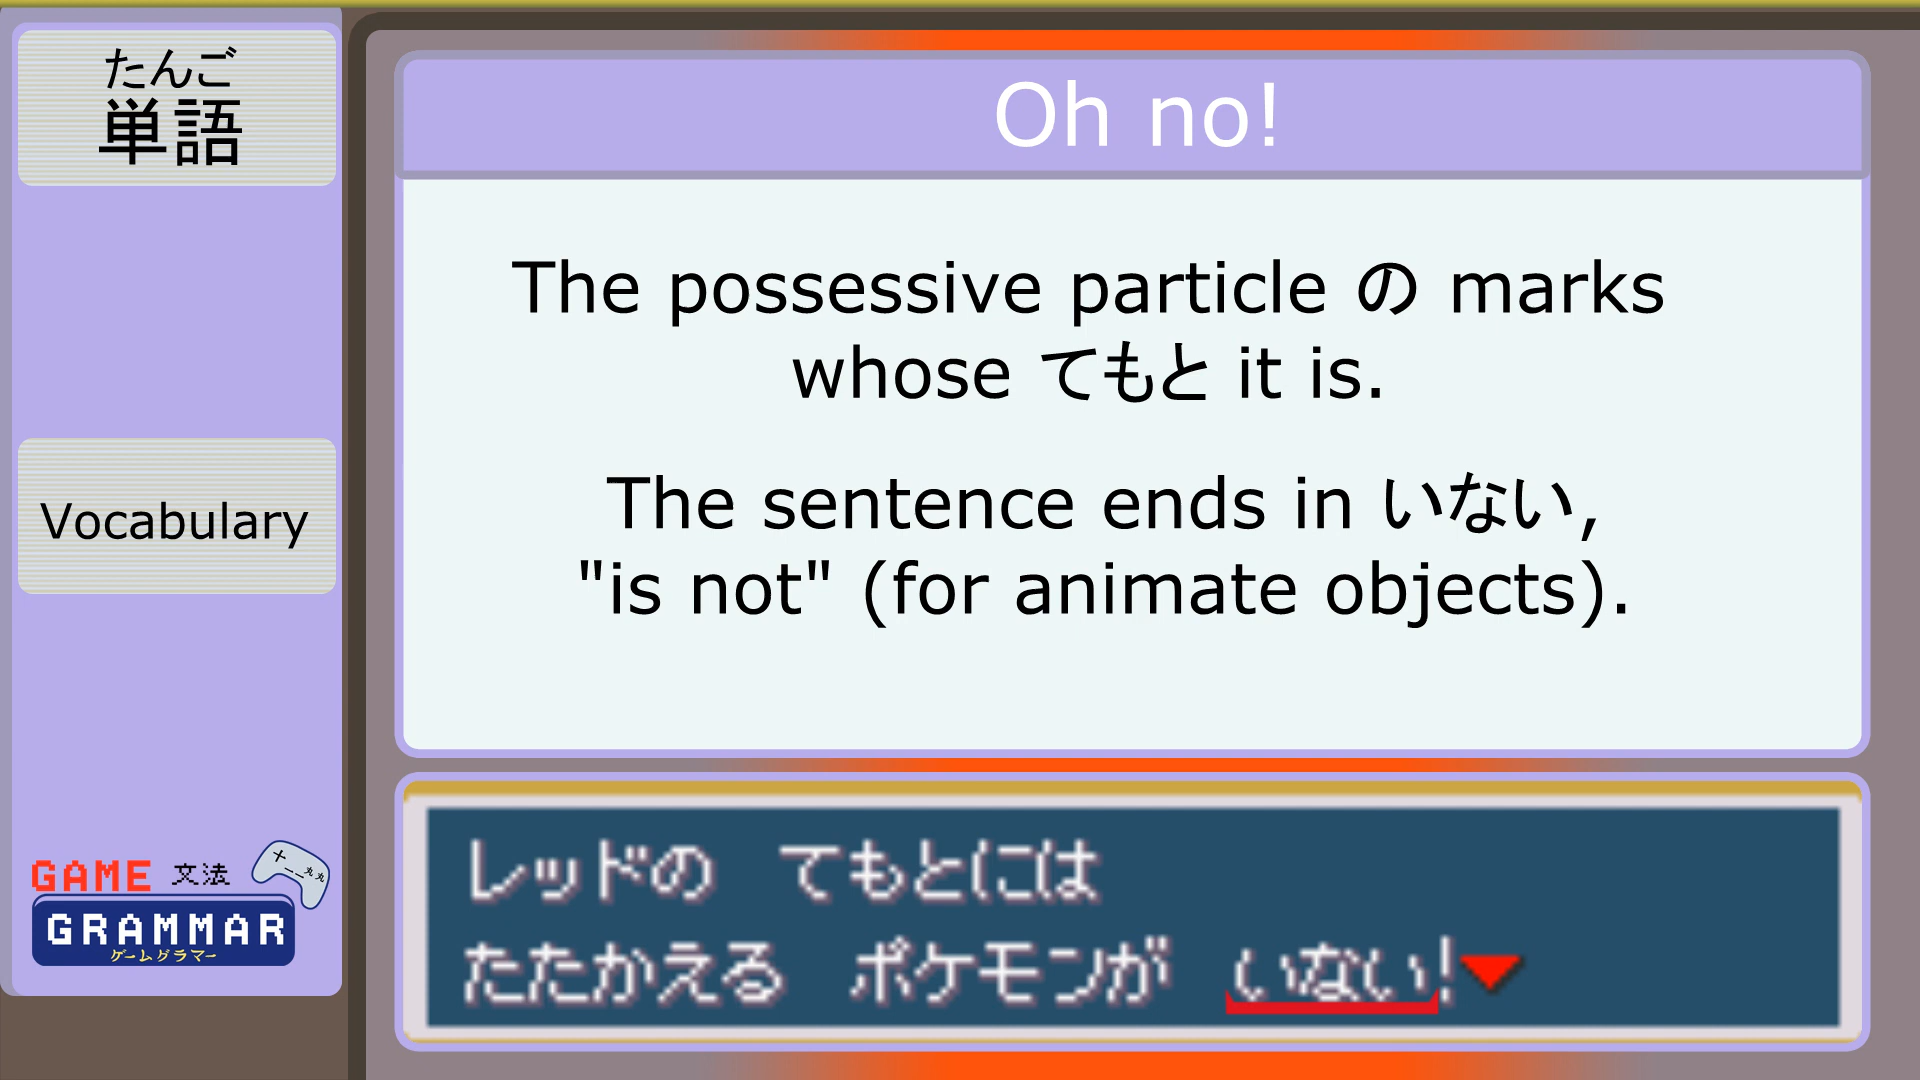 たんご
単語
Vocabulary
GAME 文法
GRAMMAR
ゲームグラマー
Oh no!
The possessive particle の marks
whose てもと it is.
The sentence ends in いない,
"is not" (for animate objects).
レッドの てもとには
たたかえる ポケモンが いない!